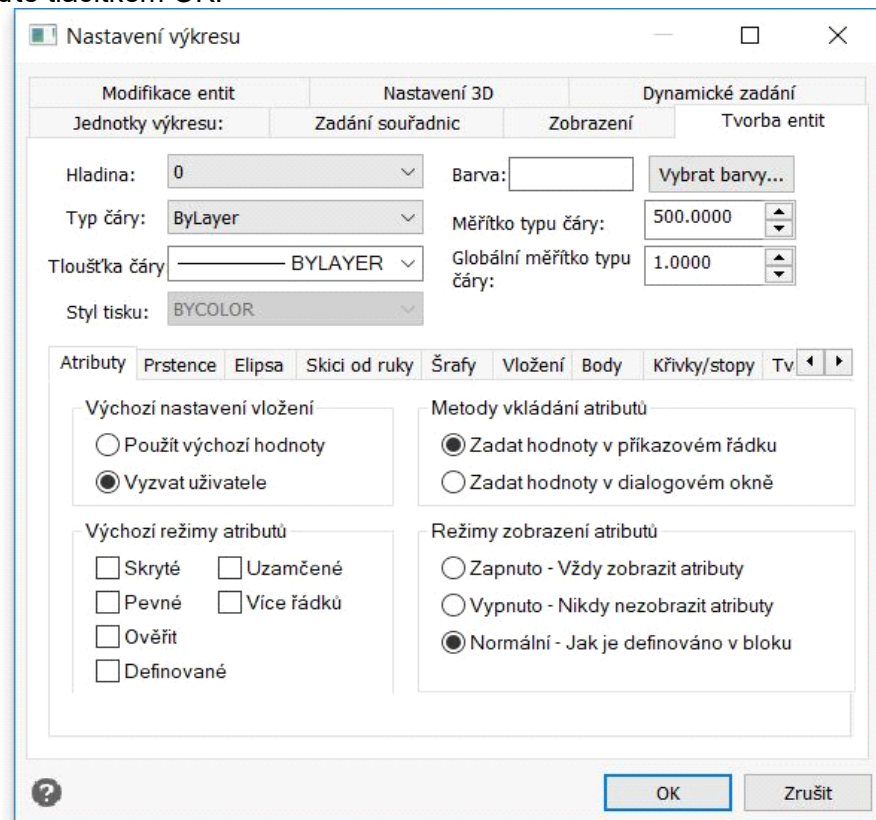 tlačítkem OK.
Nastavení výkresu
Modifikace entit Nastavení 3D Dynamické zadání
Jednotky výkresu: Zadání souřadnic Zobrazení Tvorba entit
Hladina: 0 Barva: Vybrat barvy...
Typ čáry: ByLayer Měřítko typu čáry: 500.0000
Tloušťka čáry BYLAYER Globální měřítko typu 1.0000
čáry:
Styl tisku: BYCOLOR
Atributy Prstence Elipsa Skici od ruky Šrafy Vložení Body Křivky/stopy Tv
Výchozí nastavení vložení Metody vkládání atributů
Použít výchozí hodnoty Zadat hodnoty v příkazovém řádku
Vyzvat uživatele Zadat hodnoty v dialogovém okně
Výchozí režimy atributů Režimy zobrazení atributů
Skryté Uzamčené Zapnuto - Vždy zobrazit atributy
Pevné Více řádků Vypnuto - Nikdy nezobrazit atributy
Ověřit Normální - Jak je definováno v bloku
Definované
? OK Zrušit